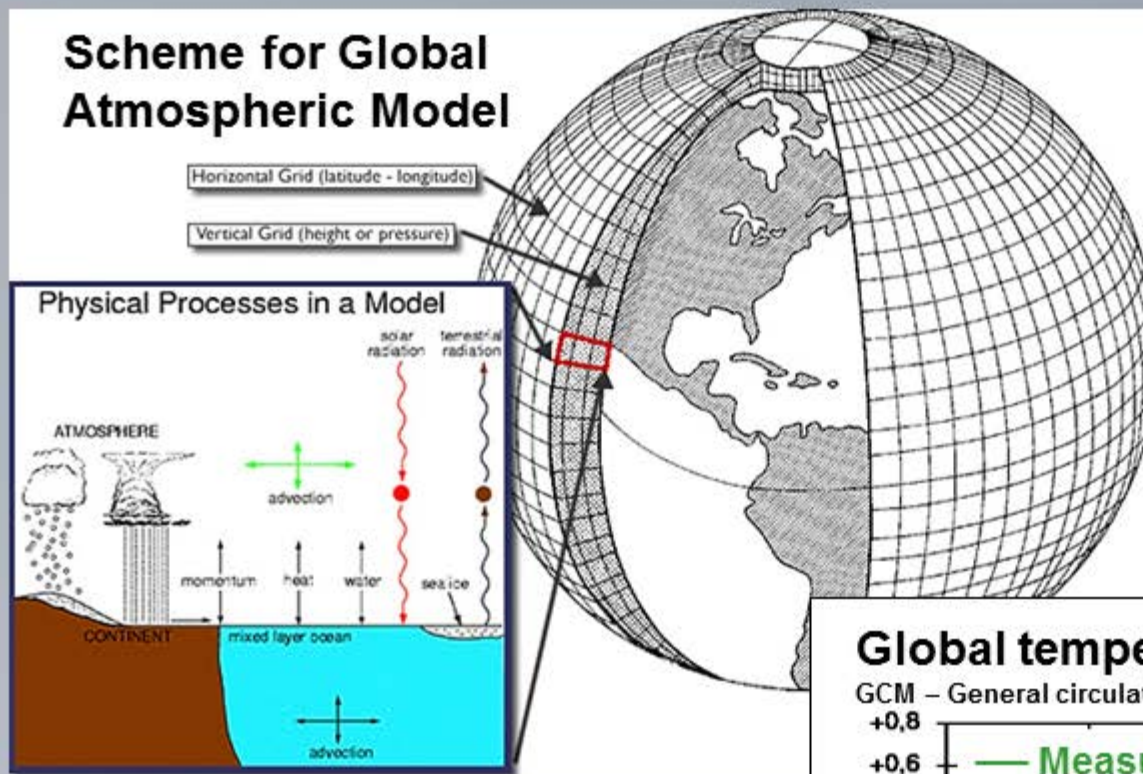 Scheme for Global
Atmospheric Model
Horizontal Grid (latitude - longitude)
Vertical Grid (height or pressure)
Physical Processes in a Model
solar
radiation
terrestrial
radiation
ATMOSPHERE
advection
momentum
heat
water
sea ice
CONTINENT
mixed layer ocean
advection
Global tempe
GCM – General circulat
+0,8
+0,6
Measu